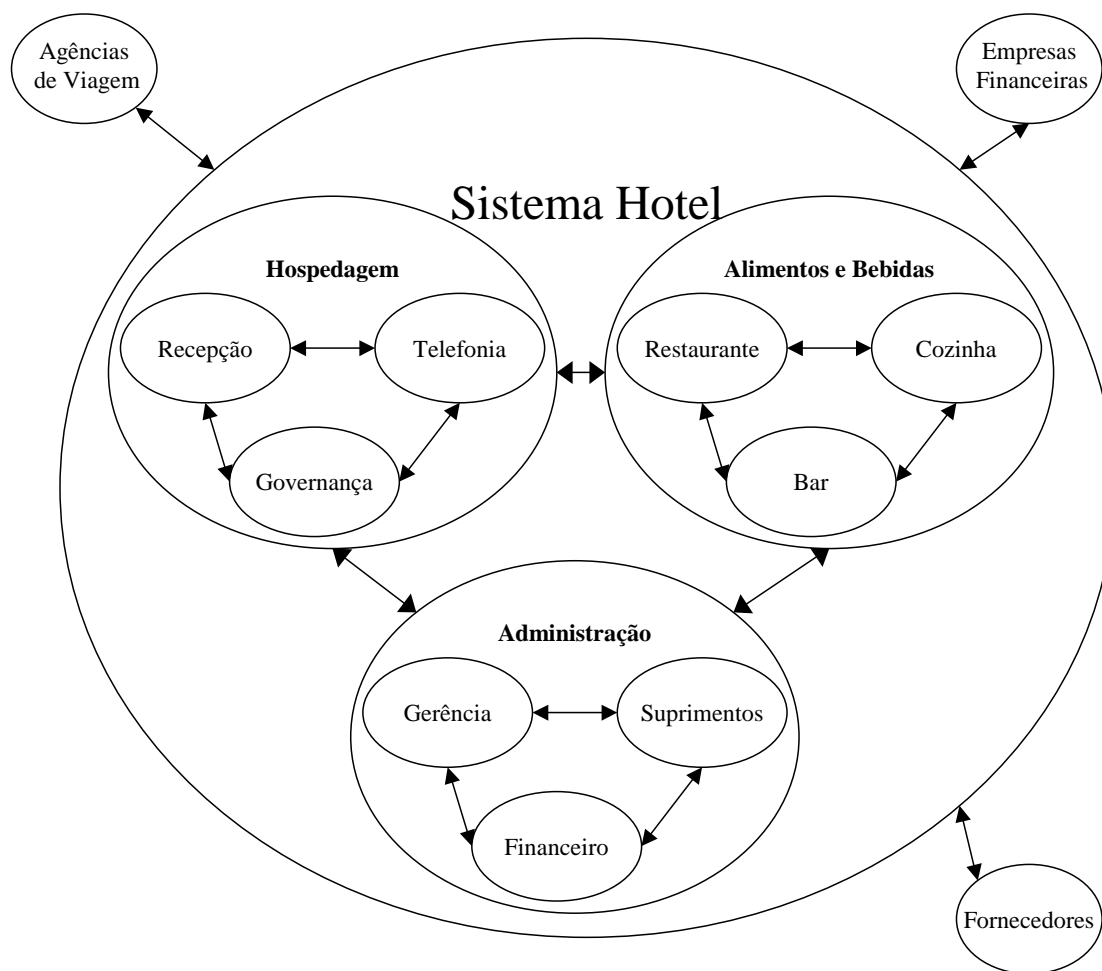 Agências
de Viagem
Empresas
Financeiras
Sistema Hotel
Hospedagem
Recepção
Telefonia
Governança
Alimentos e Bebidas
Restaurante
Cozinha
Bar
Administração
Gerência
Suprimentos
Financeiro
Fornecedores